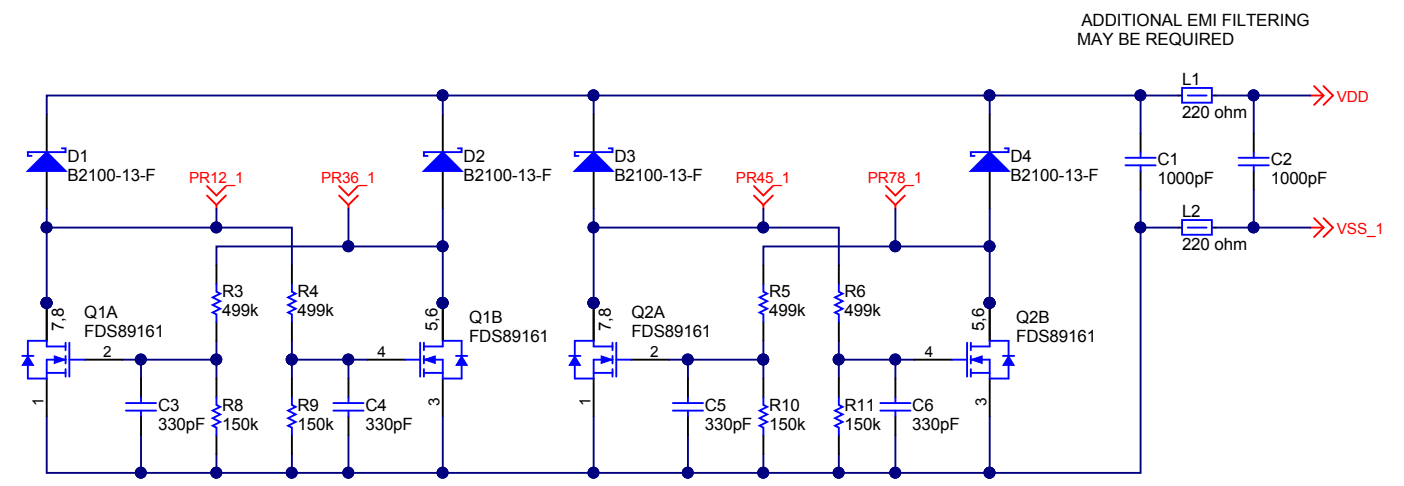 ADDITIONAL EMI FILTERING
MAY BE REQUIRED
L1
220 ohm
VDD
D1
B2100-13-F
PR12_1
PR36_1
D2
B2100-13-F
D3
B2100-13-F
PR45_1
PR78_1
D4
B2100-13-F
C1
1000pF
C2
1000pF
L2
220 ohm
VSS_1
Q1A
FDS89161
7,8
2
1
R3
499k
R4
499k
5,6
Q1B
FDS89161
4
3
C3
330pF
R8
150k
R9
150k
C4
330pF
Q2A
FDS89161
7,8
2
1
R5
499k
R6
499k
5,6
Q2B
FDS89161
4
3
C5
330pF
R10
150k
R11
150k
C6
330pF